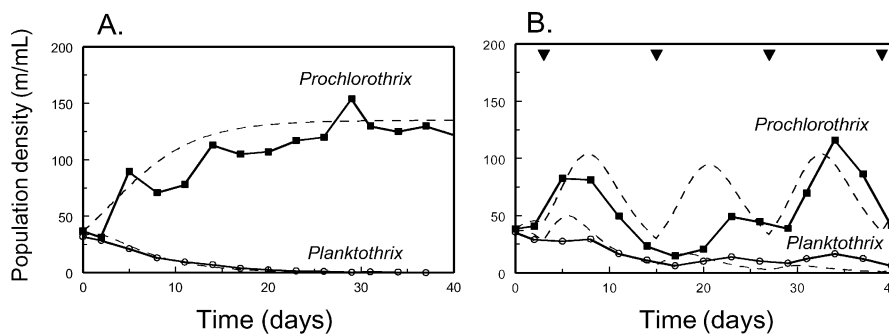 A.
B.
Population density (m/mL)
200
150
100
50
0
Prochlorothrix
Planktothrix
0 10 20 30 40
Time (days)
200
150
100
50
0
Prochlorothrix
Planktothrix
0 10 20 30 40
Time (days)